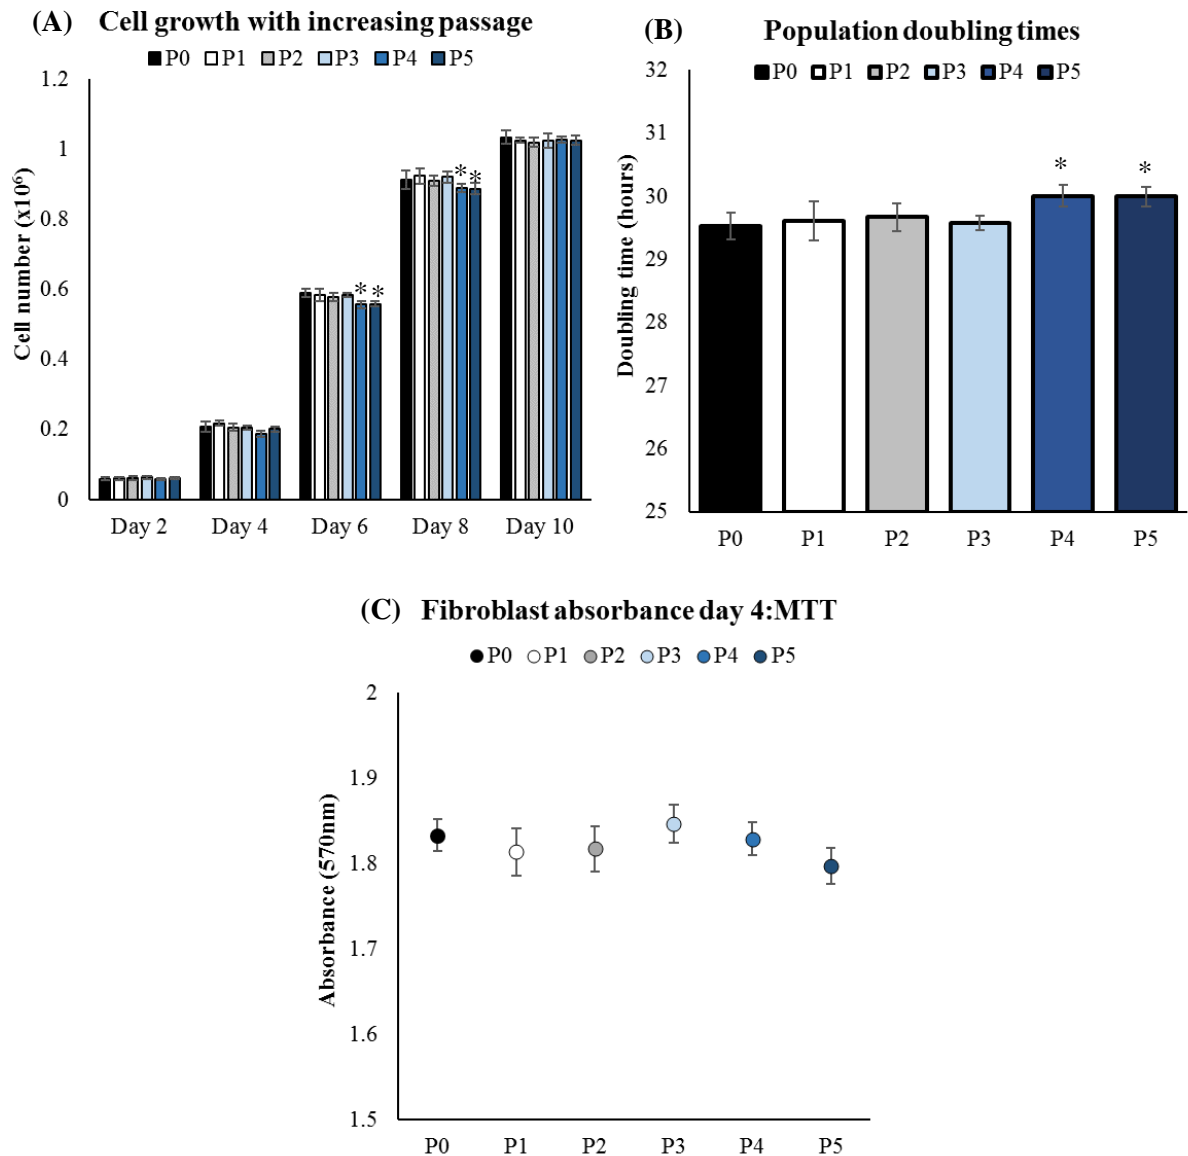 (A) Cell growth with increasing passage
P0 P1 P2 P3 P4 P5
1.2
1
0.8
0.6
0.4
0.2
0
Cell number (x10⁶)
* *
* *
Day 2 Day 4 Day 6 Day 8 Day 10
(B) Population doubling times
P0 P1 P2 P3 P4 P5
32
31
30
29
28
27
26
25
Doubling time (hours)
* *
P0 P1 P2 P3 P4 P5
(C) Fibroblast absorbance day 4:MTT
P0 P1 P2 P3 P4 P5
2
1.9
1.8
1.7
1.6
1.5
Absorbance (570nm)
P0 P1 P2 P3 P4 P5